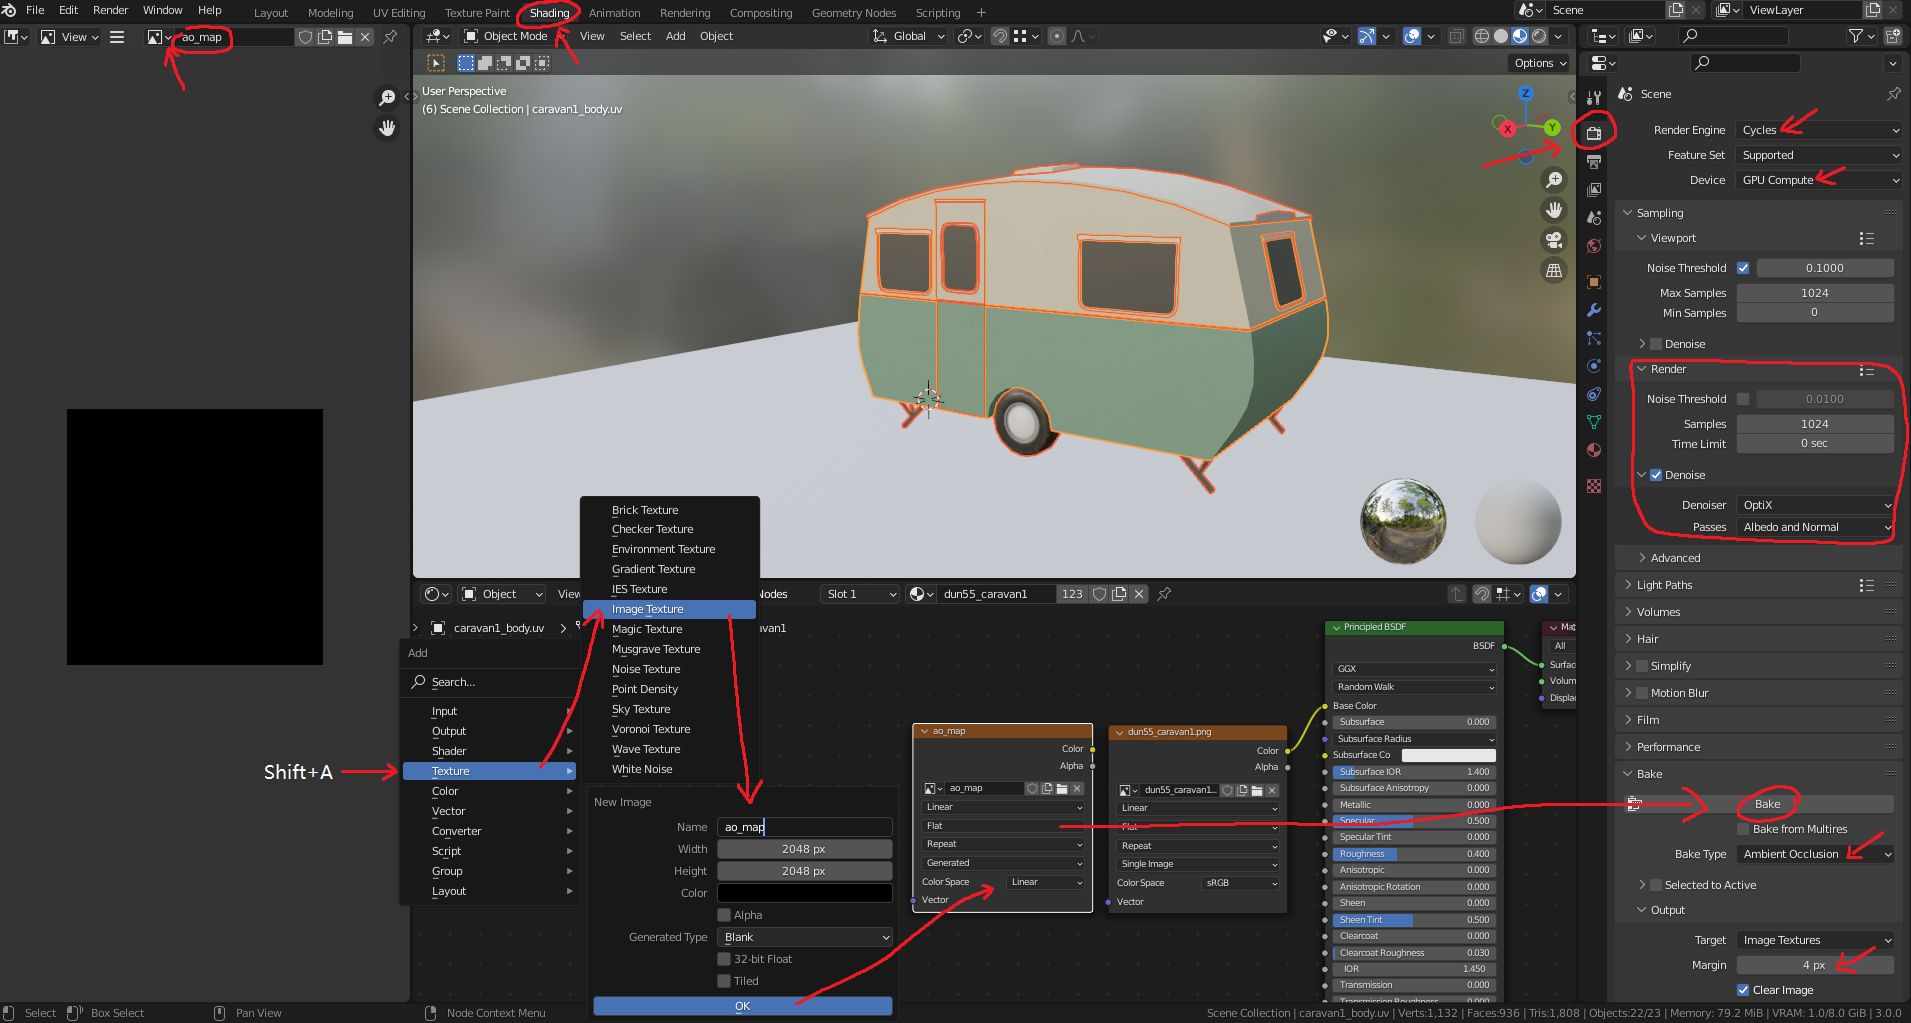 File Edit Render Window Help Layout Modeling UV Editing Texture Paint Shading Animation Rendering Compositing Geometry Nodes Scripting + Scene ViewLayer
View ao_map
Object Mode View Select Add Object Global
Options
User Perspective
(6) Scene Collection | caravan1_body.uv
Z
X
Y
Scene
Render Engine Cycles
Feature Set Supported
Device GPU Compute
Sampling
Viewport
Noise Threshold 0.1000
Max Samples 1024
Min Samples 0
Denoise
Render
Noise Threshold 0.0100
Samples 1024
Time Limit 0 sec
Denoise
Denoiser OptiX
Passes Albedo and Normal
Advanced
Light Paths
Volumes
Hair
Simplify
Motion Blur
Film
Performance
Bake
Bake
Bake from Multires
Bake Type Ambient Occlusion
Selected to Active
Output
Target Image Textures
Margin 4 px
Clear Image
Object View Nodes Slot 1 dun55_caravan1 123
caravan1_body.uv avan1
Add
Search...
Input
Output
Shader
Texture
Color
Vector
Converter
Script
Group
Layout
Shift+A
Brick Texture
Checker Texture
Environment Texture
Gradient Texture
IES Texture
Image Texture
Magic Texture
Musgrave Texture
Noise Texture
Point Density
Sky Texture
Voronoi Texture
Wave Texture
White Noise
New Image
Name ao_map
Width 2048 px
Height 2048 px
Color
Alpha
Generated Type Blank
32-bit Float
Tiled
OK
ao_map
Color
Alpha
ao_map
Linear
Flat
Repeat
Generated
Color Space Linear
Vector
dun55_caravan1.png
Color
Alpha
dun55_caravan1...
Linear
Flat
Repeat
Single Image
Color Space sRGB
Vector
Principled BSDF
BSDF
GGX
Random Walk
Base Color
Subsurface 0.000
Subsurface Radius
Subsurface Co
Subsurface IOR 1.400
Subsurface Anisotropy 0.000
Metallic 0.000
Specular 0.500
Specular Tint 0.000
Roughness 0.400
Anisotropic 0.000
Anisotropic Rotation 0.000
Sheen 0.000
Sheen Tint 0.500
Clearcoat 0.000
Clearcoat Roughness 0.030
IOR 1.450
Transmission 0.000
Transmission Roughness 0.000
Mat
All
Surfac
Volum
Displac
Select Box Select Pan View Node Context Menu Scene Collection | caravan1_body.uv | Verts:1,132 | Faces:936 | Tris:1,808 | Objects:22/23 | Memory: 79.2 MiB | VRAM: 1.0/8.0 GiB | 3.0.0